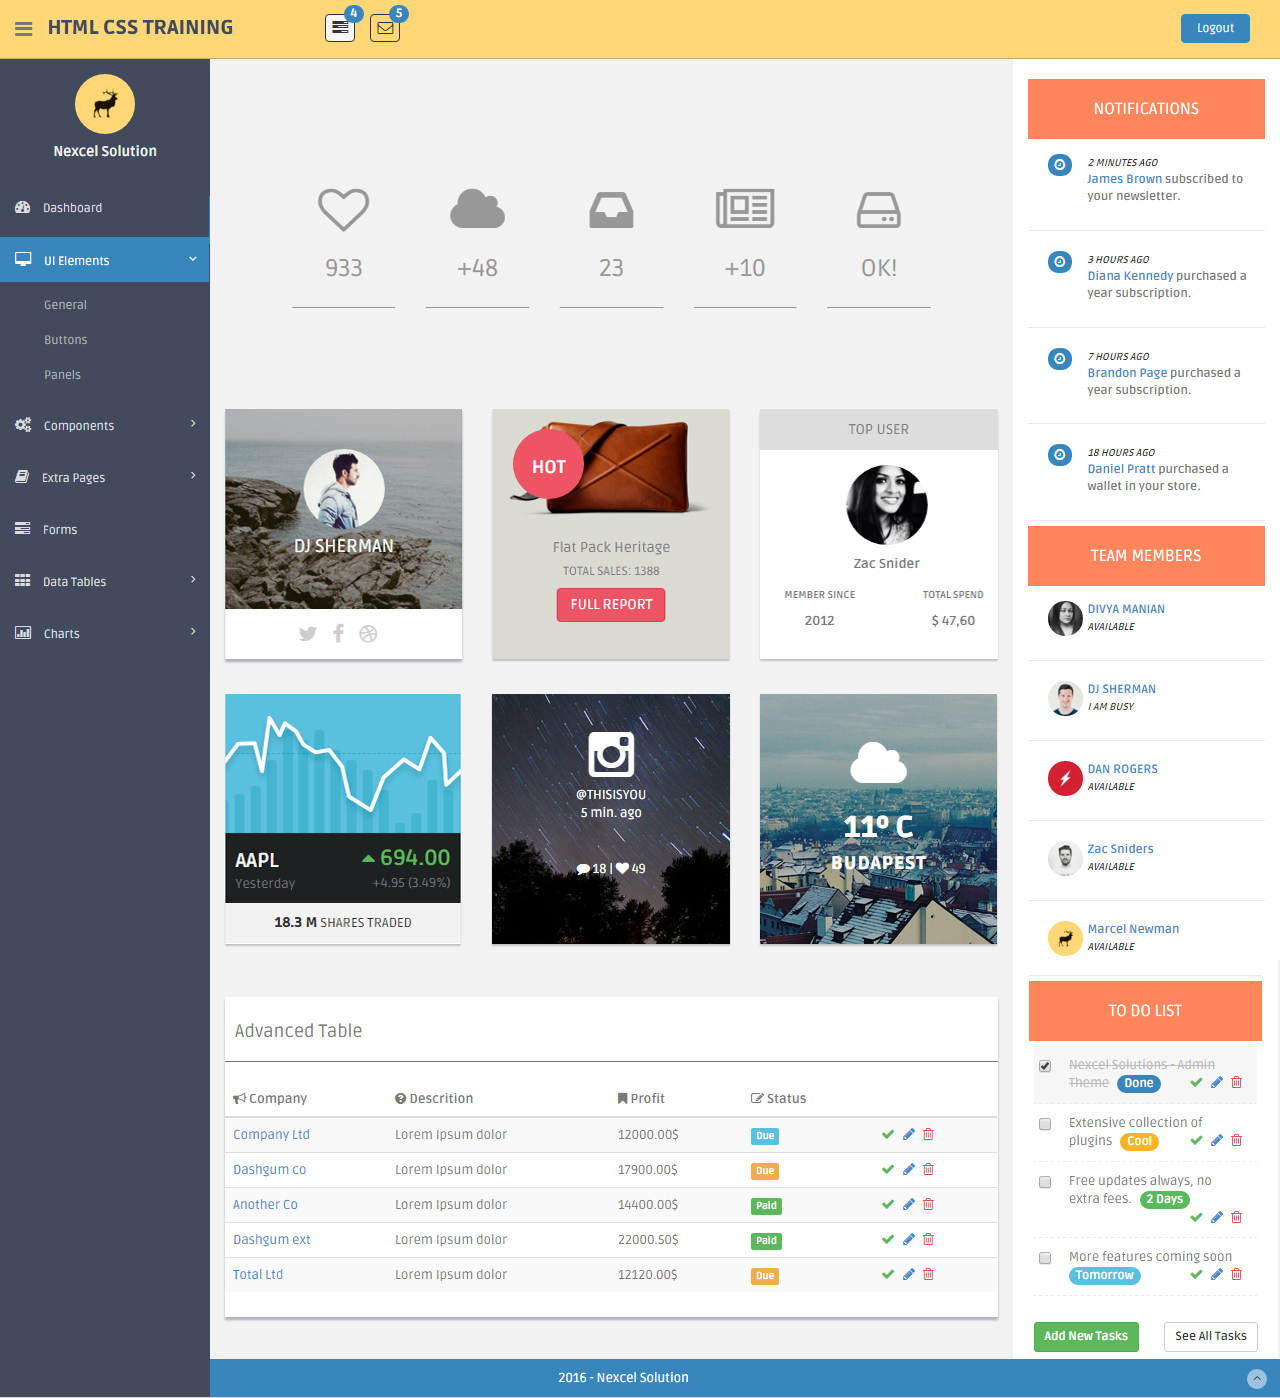 HTML CSS TRAINING
4
5
Logout
Nexcel Solution
Dashboard
UI Elements
General
Buttons
Panels
Components
Extra Pages
Forms
Data Tables
Charts
933
+48
23
+10
OK!
DJ SHERMAN
HOT
Flat Pack Heritage
TOTAL SALES: 1388
FULL REPORT
TOP USER
Zac Snider
MEMBER SINCE TOTAL SPEND
2012 $ 47,60
AAPL 694.00
Yesterday +4.95 (3.49%)
18.3 M SHARES TRADED
@THISISYOU
5 min. ago
18 | 49
11º C
BUDAPEST
Advanced Table
Company Descrition Profit Status
Company Ltd Lorem Ipsum dolor 12000.00$ Due
Dashgum co Lorem Ipsum dolor 17900.00$ Due
Another Co Lorem Ipsum dolor 14400.00$ Paid
Dashgum ext Lorem Ipsum dolor 22000.50$ Paid
Total Ltd Lorem Ipsum dolor 12120.00$ Due
NOTIFICATIONS
2 MINUTES AGO
James Brown subscribed to
your newsletter.
3 HOURS AGO
Diana Kennedy purchased a
year subscription.
7 HOURS AGO
Brandon Page purchased a
year subscription.
18 HOURS AGO
Daniel Pratt purchased a
wallet in your store.
TEAM MEMBERS
DIVYA MANIAN
AVAILABLE
DJ SHERMAN
I AM BUSY
DAN ROGERS
AVAILABLE
Zac Sniders
AVAILABLE
Marcel Newman
AVAILABLE
TO DO LIST
Nexcel Solutions - Admin
Theme Done
Extensive collection of
plugins Cool
Free updates always, no
extra fees. 2 Days
More features coming soon
Tomorrow
Add New Tasks See All Tasks
2016 - Nexcel Solution